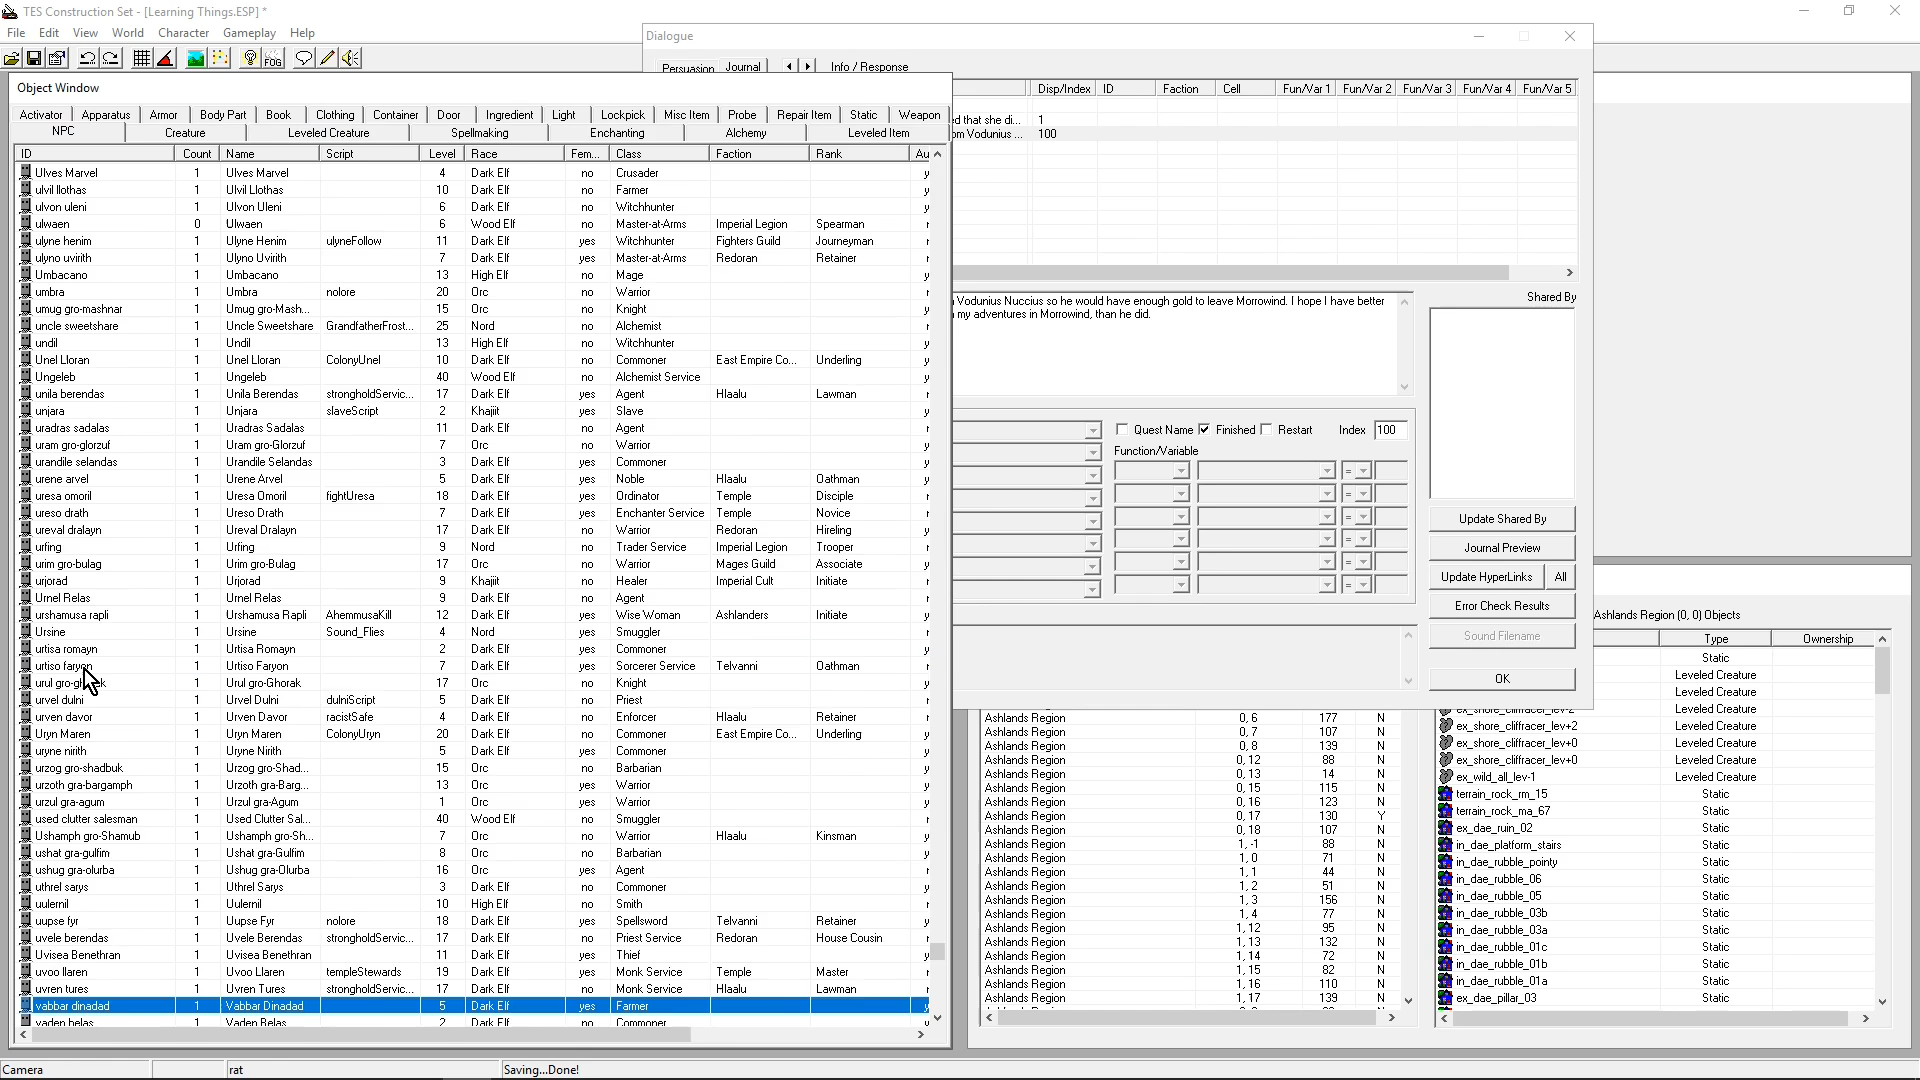 TES Construction Set - [Learning Things.ESP] *
File Edit View World Character Gameplay Help
Dialogue
Persuasion Journal Info / Response
Object Window
Disp/Index ID Faction Cell Fun/Var 1 Fun/Var 2 Fun/Var 3 Fun/Var 4 Fun/Var 5
Activator Apparatus Armor Body Part Book Clothing Container Door Ingredient Light Lockpick Misc Item Probe Repair Item Static Weapon
NPC Creature Leveled Creature Spellmaking Enchanting Alchemy Leveled Item
d that she di... 1
om Vodunius ... 100
ID Count Name Script Level Race Fem... Class Faction Rank Au
Ulves Marvel 1 Ulves Marvel 4 Dark Elf no Crusader y
ulvil llothas 1 Ulvil Llothas 10 Dark Elf no Farmer y
ulvon uleni 1 Ulvon Uleni 6 Dark Elf no Witchhunter y
ulwaen 0 Ulwaen 6 Wood Elf no Master-at-Arms Imperial Legion Spearman
ulyne henim 1 Ulyne Henim ulyneFollow 11 Dark Elf yes Witchhunter Fighters Guild Journeyman
ulyno uvirith 1 Ulyno Uvirith 7 Dark Elf yes Master-at-Arms Redoran Retainer
Umbacano 1 Umbacano 13 High Elf no Mage y
umbra 1 Umbra nolore 20 Orc no Warrior y
umug gro-mashnar 1 Umug gro-Mash... 15 Orc no Knight y
uncle sweetshare 1 Uncle Sweetshare GrandfatherFrost... 25 Nord no Alchemist y
undil 1 Undil 13 High Elf no Witchhunter y
Unel Lloran 1 Unel Lloran ColonyUnel 10 Dark Elf no Commoner East Empire Co... Underling y
Ungeleb 1 Ungeleb 40 Wood Elf no Alchemist Service y
unila berendas 1 Unila Berendas strongholdServic... 17 Dark Elf yes Agent Hlaalu Lawman y
unjara 1 Unjara slaveScript 2 Khajiit yes Slave y
uradras sadalas 1 Uradras Sadalas 11 Dark Elf no Agent y
uram gro-glorzuf 1 Uram gro-Glorzuf 7 Orc no Warrior y
urandile selandas 1 Urandile Selandas 3 Dark Elf yes Commoner y
urene arvel 1 Urene Arvel 5 Dark Elf yes Noble Hlaalu Oathman
uresa omoril 1 Uresa Omoril fightUresa 18 Dark Elf yes Ordinator Temple Disciple
ureso drath 1 Ureso Drath 7 Dark Elf yes Enchanter Service Temple Novice
ureval dralayn 1 Ureval Dralayn 17 Dark Elf no Warrior Redoran Hireling
urfing 1 Urfing 9 Nord no Trader Service Imperial Legion Trooper
urim gro-bulag 1 Urim gro-Bulag 17 Orc no Warrior Mages Guild Associate
urjorad 1 Urjorad 9 Khajiit no Healer Imperial Cult Initiate
Urnel Relas 1 Urnel Relas 9 Dark Elf no Agent
urshamusa rapli 1 Urshamusa Rapli AhemmusaKill 12 Dark Elf yes Wise Woman Ashlanders Initiate
Ursine 1 Ursine Sound_Flies 4 Nord yes Smuggler
urtisa romayn 1 Urtisa Romayn 2 Dark Elf yes Commoner
urtiso faryon 1 Urtiso Faryon 7 Dark Elf yes Sorcerer Service Telvanni Oathman
urul gro-gh k 1 Urul gro-Ghorak 17 Orc no Knight
urvel dulni 1 Urvel Dulni dulniScript 5 Dark Elf no Priest
urven davor 1 Urven Davor racistSafe 4 Dark Elf no Enforcer Hlaalu Retainer
Uryn Maren 1 Uryn Maren ColonyUryn 20 Dark Elf no Commoner East Empire Co... Underling
uryne nirith 1 Uryne Nirith 5 Dark Elf yes Commoner
urzog gro-shadbuk 1 Urzog gro-Shad... 15 Orc no Barbarian
urzoth gra-bargamph 1 Urzoth gra-Barg... 13 Orc yes Warrior
urzul gra-agum 1 Urzul gra-Agum 1 Orc yes Warrior
used clutter salesman 1 Used Clutter Sal... 40 Wood Elf no Smuggler
Ushamph gro-Shamub 1 Ushamph gro-Sh... 7 Orc no Warrior Hlaalu Kinsman
ushat gra-gulfim 1 Ushat gra-Gulfim 8 Orc no Barbarian
ushug gra-olurba 1 Ushug gra-Olurba 16 Orc yes Agent
uthrel sarys 1 Uthrel Sarys 3 Dark Elf no Commoner
uulernil 1 Uulernil 10 High Elf no Smith
uupse fyr 1 Uupse Fyr nolore 18 Dark Elf yes Spellsword Telvanni Retainer
uvele berendas 1 Uvele Berendas strongholdServic... 17 Dark Elf no Priest Service Redoran House Cousin
Uvisea Benethran 1 Uvisea Benethran 11 Dark Elf yes Thief
uvoo llaren 1 Uvoo Llaren templeStewards 19 Dark Elf yes Monk Service Temple Master
uvren tures 1 Uvren Tures strongholdServic... 17 Dark Elf no Monk Service Hlaalu Lawman
vabbar dinadad 1 Vabbar Dinadad 5 Dark Elf yes Farmer
vaden belas 1 Vaden Belas 2 Dark Elf no Commoner
Vodunius Nuccius so he would have enough gold to leave Morrowind. I hope I have better
my adventures in Morrowind, than he did.
Shared By
Quest Name Finished Restart Index 100
Function/Variable
=
=
=
=
=
=
Update Shared By
Journal Preview
Update HyperLinks All
Error Check Results
Sound Filename
OK
Ashlands Region 0, 6 177 N
Ashlands Region 0, 7 107 N
Ashlands Region 0, 8 139 N
Ashlands Region 0, 12 88 N
Ashlands Region 0, 13 14 N
Ashlands Region 0, 15 115 N
Ashlands Region 0, 16 123 N
Ashlands Region 0, 17 130 Y
Ashlands Region 0, 18 107 N
Ashlands Region 1, -1 88 N
Ashlands Region 1, 0 71 N
Ashlands Region 1, 1 44 N
Ashlands Region 1, 2 51 N
Ashlands Region 1, 3 156 N
Ashlands Region 1, 4 77 N
Ashlands Region 1, 12 95 N
Ashlands Region 1, 13 132 N
Ashlands Region 1, 14 72 N
Ashlands Region 1, 15 82 N
Ashlands Region 1, 16 110 N
Ashlands Region 1, 17 139 N
Ashlands Region (0, 0) Objects
Type Ownership
Static
Leveled Creature
Leveled Creature
ex_shore_cliffracer_lev-2 Leveled Creature
ex_shore_cliffracer_lev+2 Leveled Creature
ex_shore_cliffracer_lev+0 Leveled Creature
ex_shore_cliffracer_lev+0 Leveled Creature
ex_wild_all_lev-1 Leveled Creature
terrain_rock_rm_15 Static
terrain_rock_ma_67 Static
ex_dae_ruin_02 Static
in_dae_platform_stairs Static
in_dae_rubble_pointy Static
in_dae_rubble_06 Static
in_dae_rubble_05 Static
in_dae_rubble_03b Static
in_dae_rubble_03a Static
in_dae_rubble_01c Static
in_dae_rubble_01b Static
in_dae_rubble_01a Static
ex_dae_pillar_03 Static
Camera rat Saving...Done!